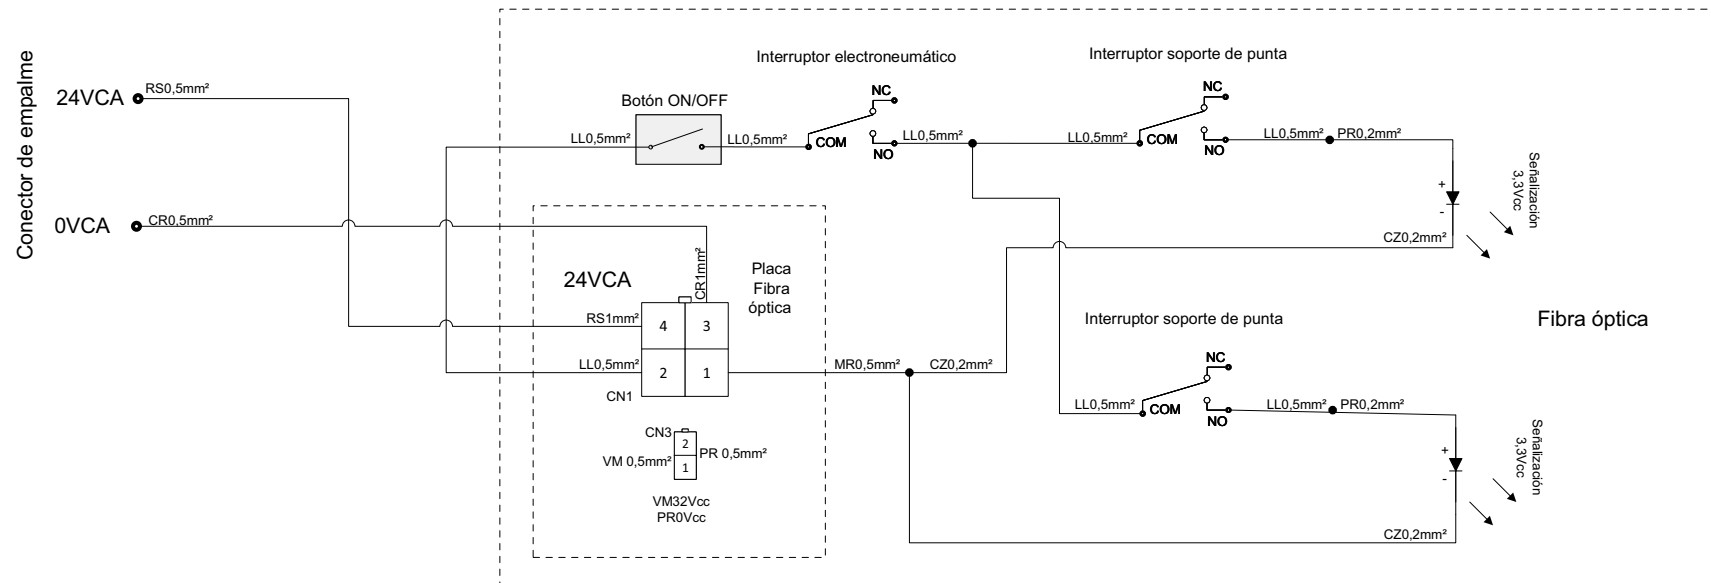 Conector de empalme
24VCA
RS0,5mm²
0VCA
CR0,5mm²
Botón ON/OFF
LL0,5mm²
LL0,5mm²
Interruptor electroneumático
NC
COM
NO
LL0,5mm²
Interruptor soporte de punta
NC
LL0,5mm²
COM
NO
LL0,5mm²
PR0,2mm²
+
-
Señalización
3,3Vcc
CZ0,2mm²
24VCA
CR1mm²
Placa
Fibra
óptica
RS1mm²
4
3
LL0,5mm²
2
1
CN1
MR0,5mm²
CZ0,2mm²
CN3
2
PR 0,5mm²
VM 0,5mm²
1
VM32Vcc
PR0Vcc
Interruptor soporte de punta
NC
LL0,5mm²
COM
NO
LL0,5mm²
PR0,2mm²
+
-
Señalización
3,3Vcc
CZ0,2mm²
Fibra óptica